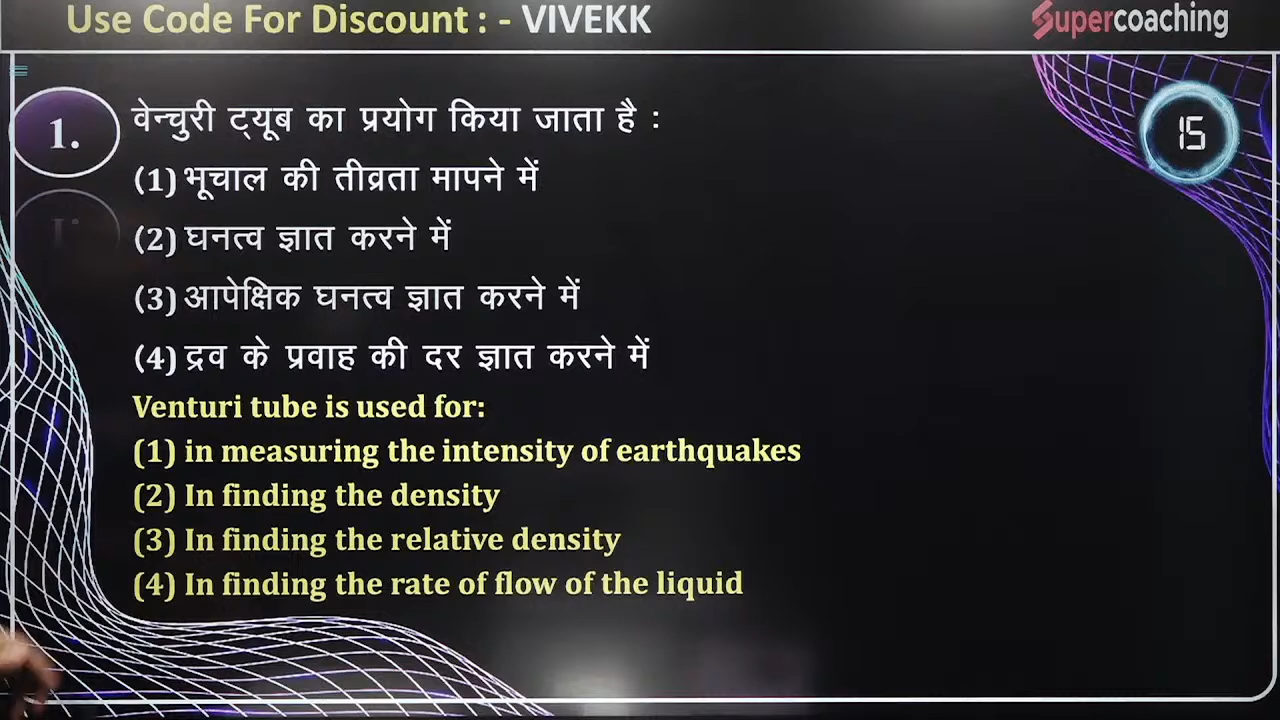 Use Code For Discount : - VIVEKK
Supercoaching
15
1.
वेन्चुरी ट्यूब का प्रयोग किया जाता है :
(1) भूचाल की तीव्रता मापने में
(2) घनत्व ज्ञात करने में
(3) आपेक्षिक घनत्व ज्ञात करने में
(4) द्रव के प्रवाह की दर ज्ञात करने में
Venturi tube is used for:
(1) in measuring the intensity of earthquakes
(2) In finding the density
(3) In finding the relative density
(4) In finding the rate of flow of the liquid